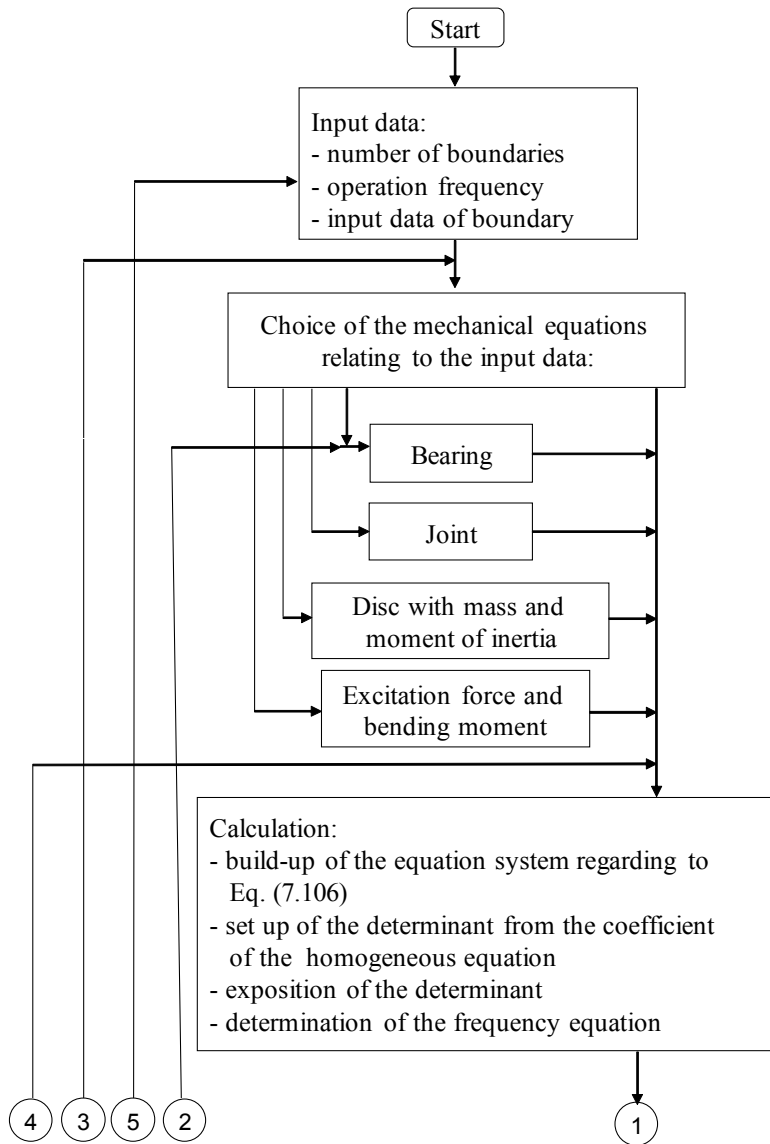 Start
Input data:
- number of boundaries
- operation frequency
- input data of boundary
Choice of the mechanical equations
relating to the input data:
Bearing
Joint
Disc with mass and
moment of inertia
Excitation force and
bending moment
Calculation:
- build-up of the equation system regarding to
Eq. (7.106)
- set up of the determinant from the coefficient
of the homogeneous equation
- exposition of the determinant
- determination of the frequency equation
4
3
5
2
1